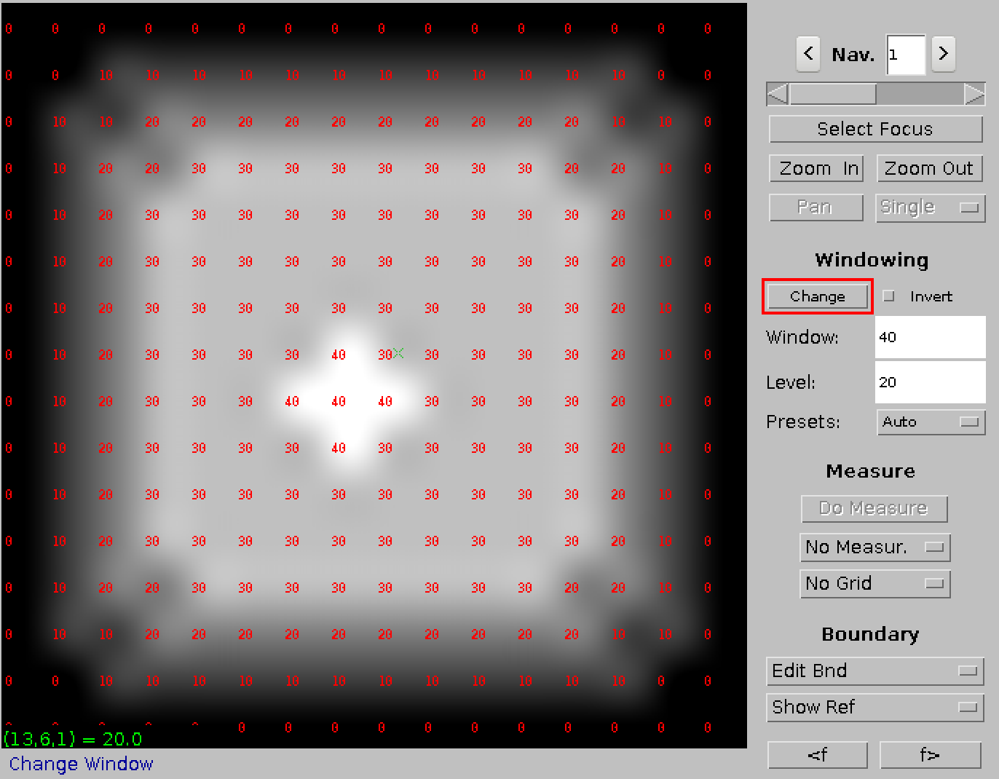 0 0 0 0 0 0 0 0 0 0 0 0 0 0 0 0
0 0 10 10 10 10 10 10 10 10 10 10 10 10 0 0
0 10 10 20 20 20 20 20 20 20 20 20 20 10 10 0
0 10 20 20 30 30 30 30 30 30 30 30 20 20 10 0
0 10 20 30 30 30 30 30 30 30 30 30 30 20 10 0
0 10 20 30 30 30 30 30 30 30 30 30 30 20 10 0
0 10 20 30 30 30 30 30 30 30 30 30 30 20 10 0
0 10 20 30 30 30 30 40 30 30 30 30 30 20 10 0
0 10 20 30 30 30 40 40 40 30 30 30 30 20 10 0
0 10 20 30 30 30 30 40 30 30 30 30 30 20 10 0
0 10 20 30 30 30 30 30 30 30 30 30 30 20 10 0
0 10 20 30 30 30 30 30 30 30 30 30 30 20 10 0
0 10 20 20 30 30 30 30 30 30 30 30 20 20 10 0
0 10 10 20 20 20 20 20 20 20 20 20 20 10 10 0
0 0 10 10 10 10 10 10 10 10 10 10 10 10 0 0
0 0 0 0 0 0 0 0 0 0 0
(13,6,1) = 20.0
Change Window
< Nav. 1 >
Select Focus
Zoom In Zoom Out
Pan Single
Windowing
Change Invert
Window: 40
Level: 20
Presets: Auto
Measure
Do Measure
No Measur.
No Grid
Boundary
Edit Bnd
Show Ref
<f f>